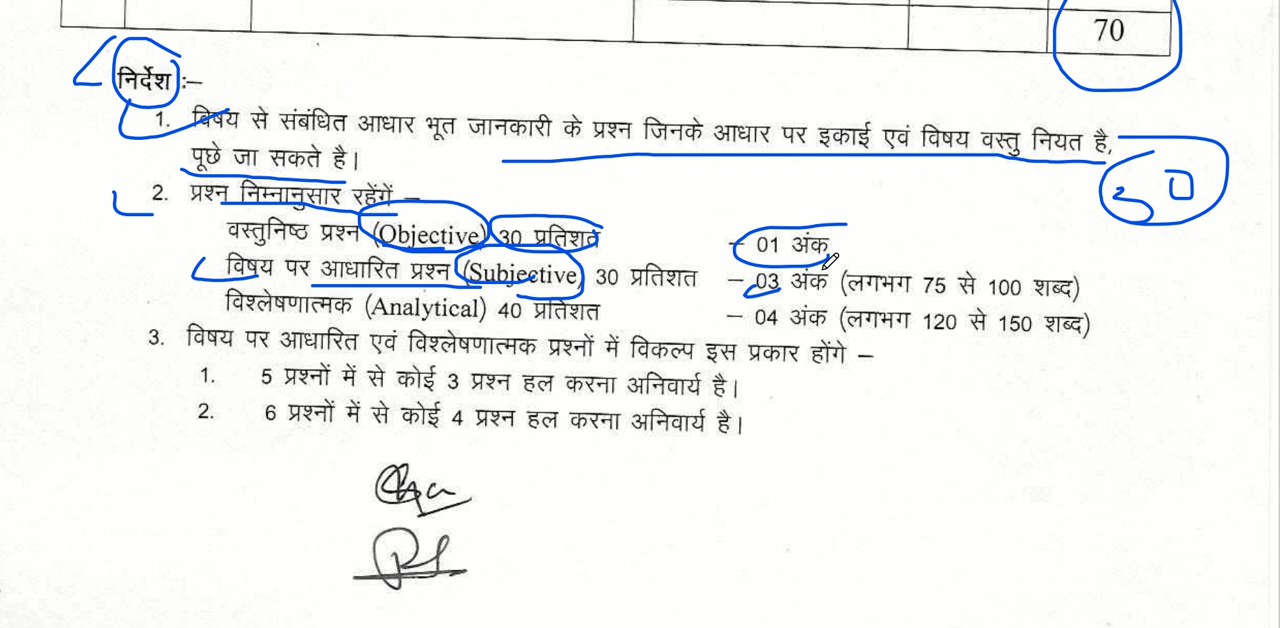 70
निर्देश :–
1. विषय से संबंधित आधार भूत जानकारी के प्रश्न जिनके आधार पर इकाई एवं विषय वस्तु नियत है,
पूछे जा सकते है।
30
2. प्रश्न निम्नानुसार रहेंगें –
वस्तुनिष्ठ प्रश्न (Objective) 30 प्रतिशत – 01 अंक
विषय पर आधारित प्रश्न (Subjective) 30 प्रतिशत – 03 अंक (लगभग 75 से 100 शब्द)
विश्लेषणात्मक (Analytical) 40 प्रतिशत – 04 अंक (लगभग 120 से 150 शब्द)
3. विषय पर आधारित एवं विश्लेषणात्मक प्रश्नों में विकल्प इस प्रकार होंगे –
1. 5 प्रश्नों में से कोई 3 प्रश्न हल करना अनिवार्य है।
2. 6 प्रश्नों में से कोई 4 प्रश्न हल करना अनिवार्य है।